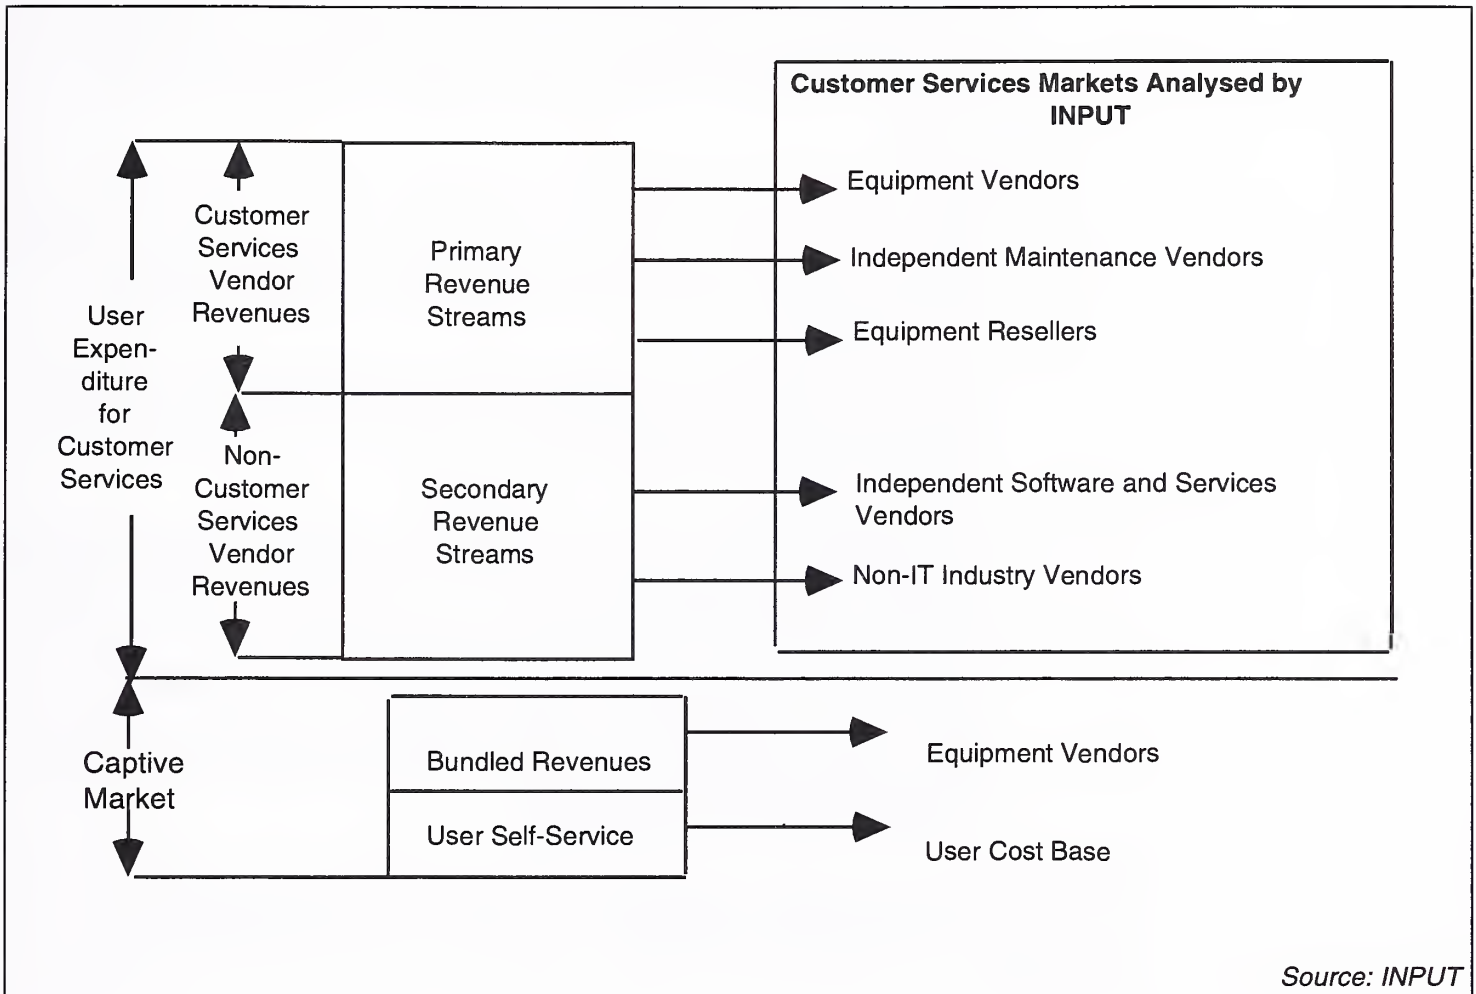 Customer Services Markets Analysed by
INPUT
User
Expen-
diture
for
Customer
Services
Customer
Services
Vendor
Revenues
Non-
Customer
Services
Vendor
Revenues
Primary
Revenue
Streams
Secondary
Revenue
Streams
Equipment Vendors
Independent Maintenance Vendors
Equipment Resellers
Independent Software and Services
Vendors
Non-IT Industry Vendors
Captive
Market
Bundled Revenues
User Self-Service
Equipment Vendors
User Cost Base
Source: INPUT